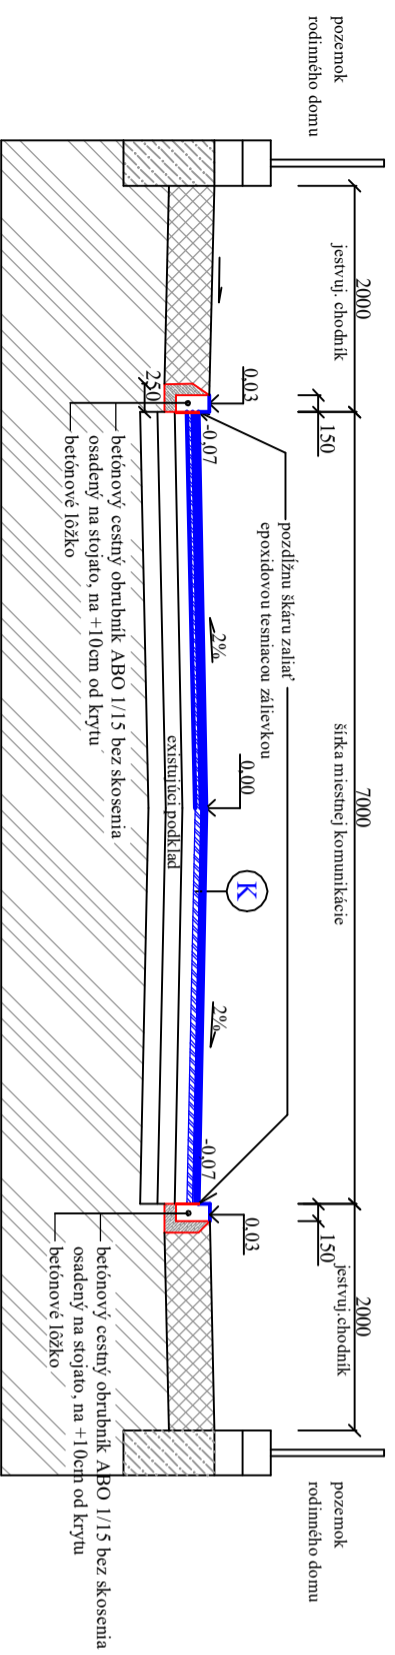 pozemok
rodinného domu
2000
jestvuj. chodník
150
0,03
-0,07
250
betónový cestný obrubník ABO 1/15 bez skosenia
osadený na stojato, na +10cm od krytu
betónové lôžko
pozdĺžnu škáru zaliať
epoxidovou tesniacou zálievkou
7000
šírka miestnej komunikácie
2%
0,00
K
existujúci podklad
2%
-0,07
0,03
150
2000
jestvuj.chodník
betónový cestný obrubník ABO 1/15 bez skosenia
osadený na stojato, na +10cm od krytu
betónové lôžko
pozemok
rodinného domu